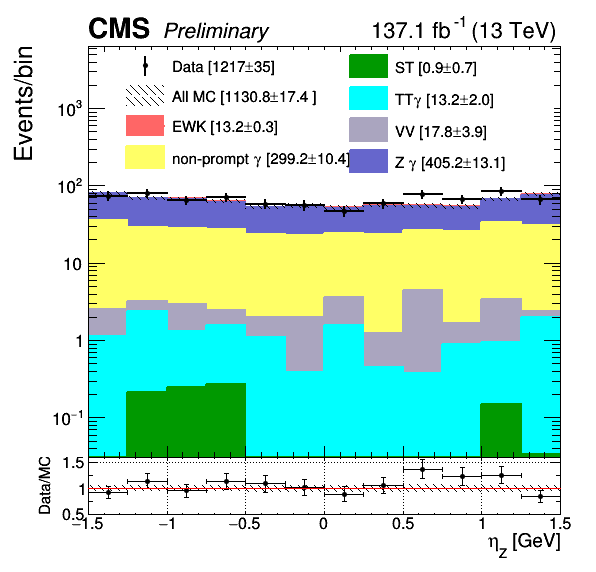 CMS Preliminary 137.1 fb⁻¹ (13 TeV)
Events/bin
Data [1217±35]
All MC [1130.8±17.4 ]
EWK [13.2±0.3]
non-prompt γ [299.2±10.4]
ST [0.9±0.7]
TTγ [13.2±2.0]
VV [17.8±3.9]
Z γ [405.2±13.1]
10³
10²
10
1
10⁻¹
Data/MC
1.5
1
0.5
−1.5 −1 −0.5 0 0.5 1 1.5
η_Z [GeV]